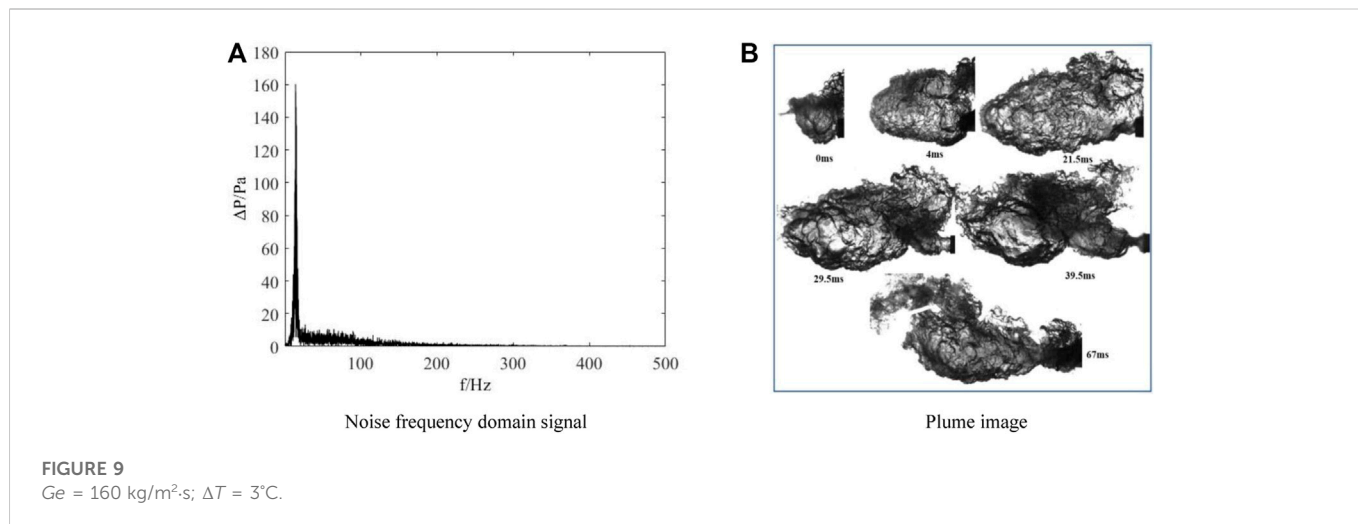 A
180
160
140
120
100
80
60
40
20
0
ΔP/Pa
100
200
300
400
500
f/Hz
Noise frequency domain signal
B
0ms
4ms
21.5ms
29.5ms
39.5ms
67ms
Plume image
FIGURE 9
Ge = 160 kg/m²·s; ΔT = 3°C.